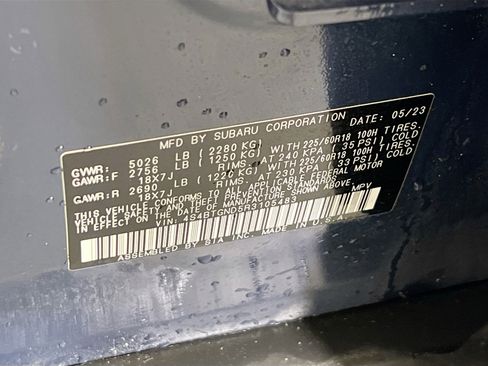 MFD BY SUBARU CORPORATION DATE: 05/23
GVWR: 5026 LB (2280 KG)
GAWR:F 2756 LB (1250 KG) WITH 225/60R18 100H TIRES.
18X7J RIMS AT 240 KPA (35 PSI) COLD
GAWR:R 2690 LB (1220 KG) WITH 225/60R18 100H TIRES.
18X7J RIMS AT 230 KPA (33 PSI) COLD
THIS VEHICLE CONFORMS TO ALL APPLICABLE FEDERAL MOTOR
VEHICLE SAFETY AND BUMPER STANDARDS
IN EFFECT ON THE DATE OF MANUFACTURE SHOWN ABOVE.
VIN: 4S4BTGND5R3105483 MPV
ASSEMBLED BY SIA INC. MADE IN U.S.A.